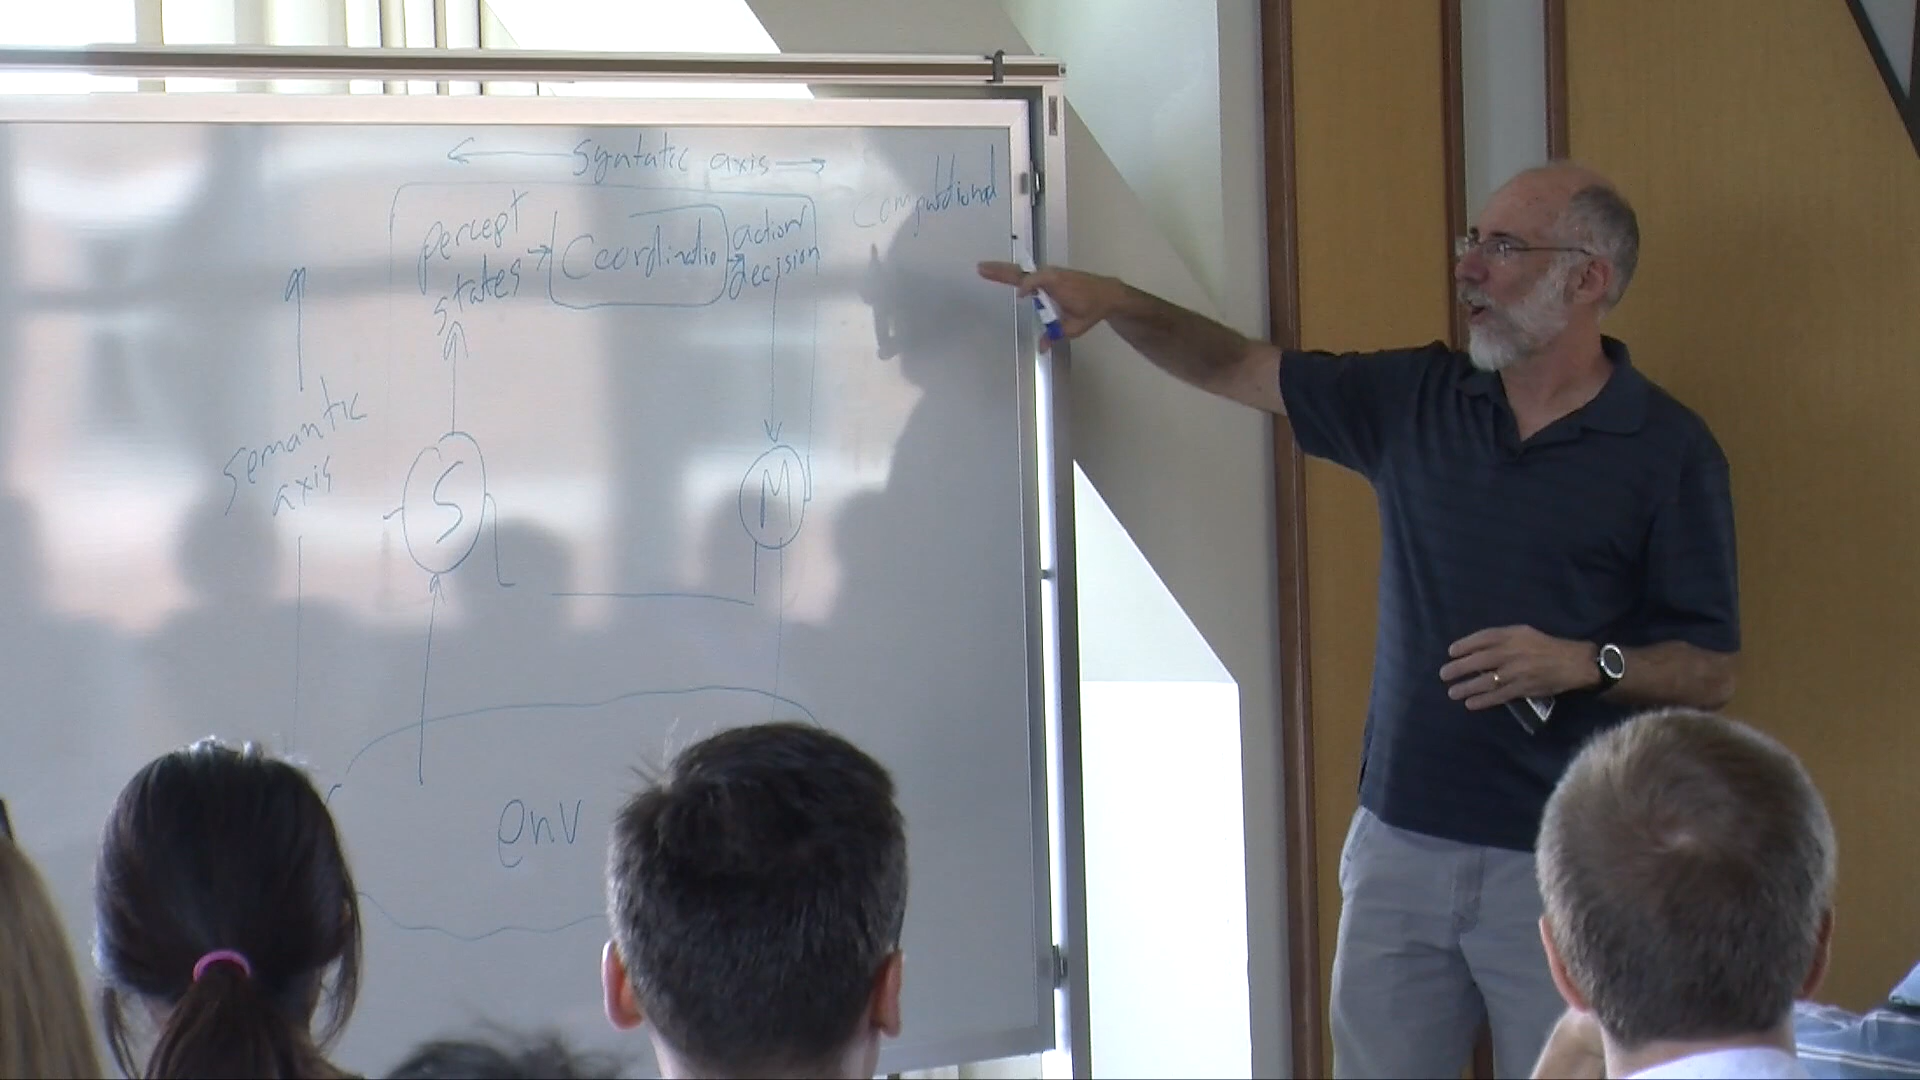 syntatic axis
computational
percept
states
Coordinatio
action
decision
semantic
axis
S
M
env